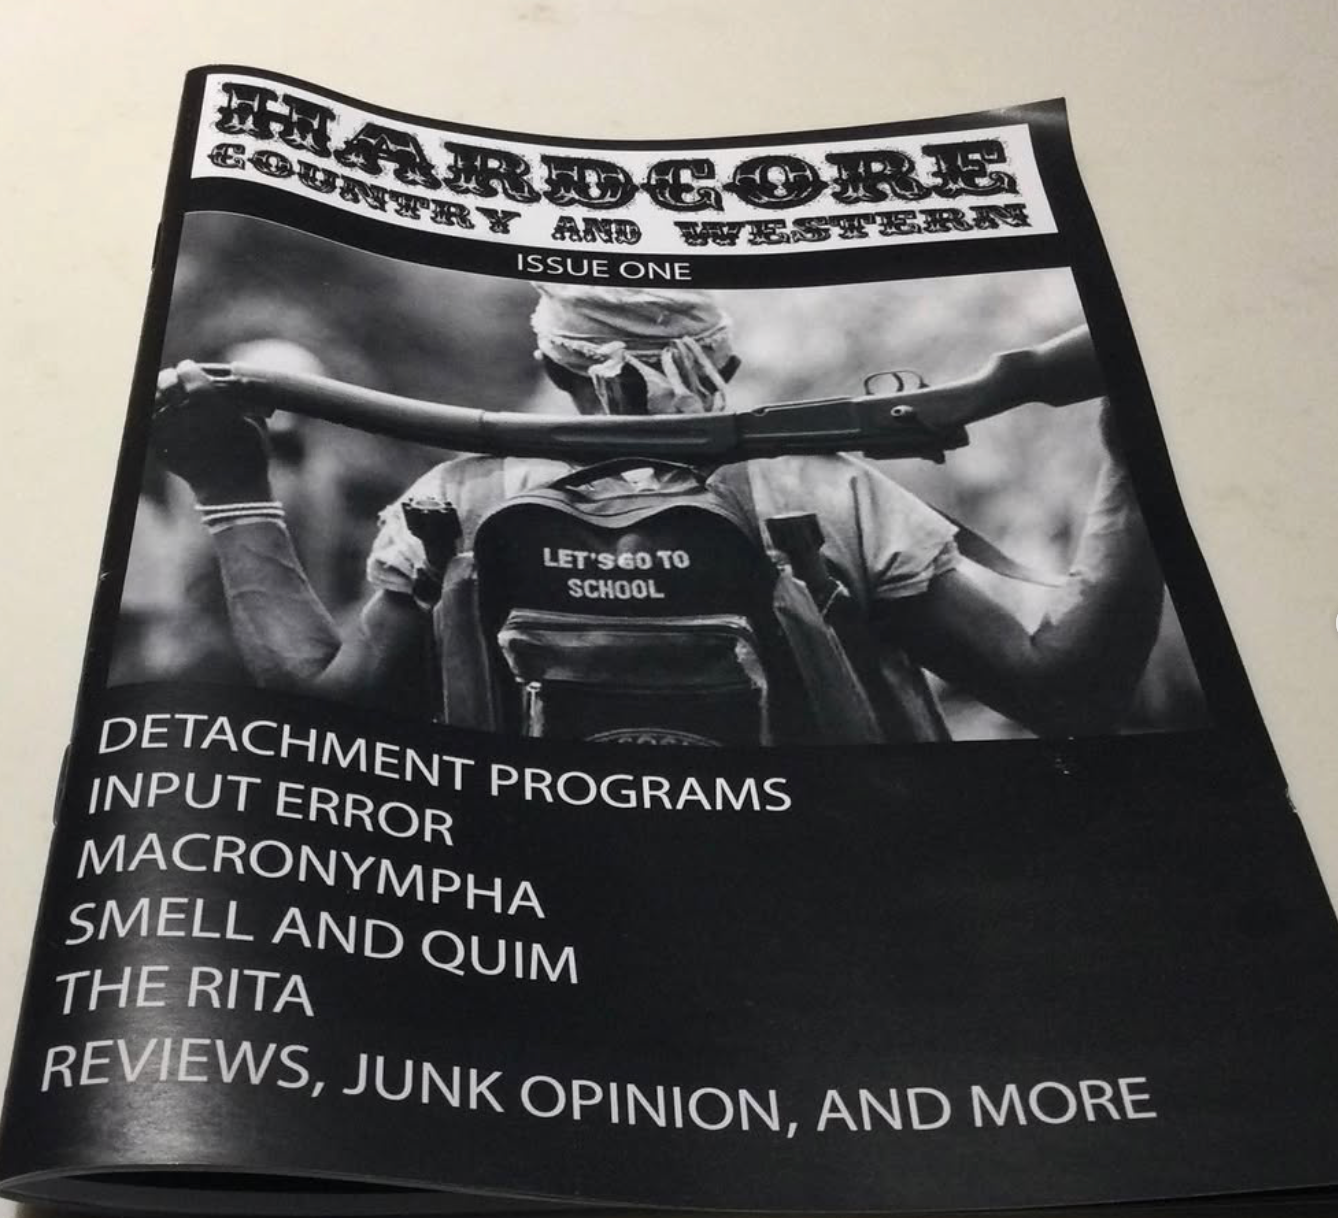 HARDCORE
COUNTRY AND WESTERN
ISSUE ONE
LET'S GO TO
SCHOOL
DETACHMENT PROGRAMS
INPUT ERROR
MACRONYMPHA
SMELL AND QUIM
THE RITA
REVIEWS, JUNK OPINION, AND MORE